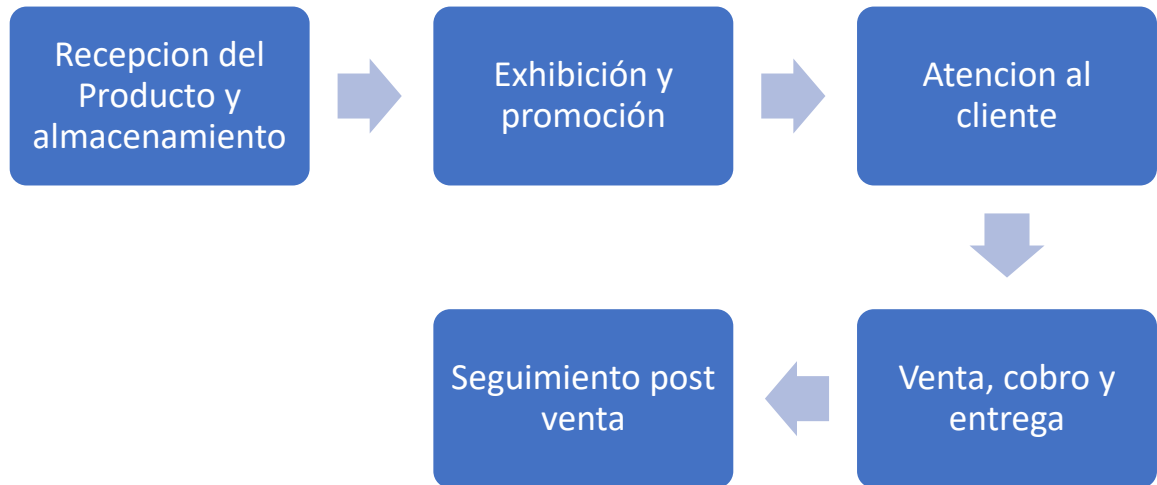 Recepcion del
Producto y
almacenamiento
Exhibición y
promoción
Atencion al
cliente
Venta, cobro y
entrega
Seguimiento post
venta